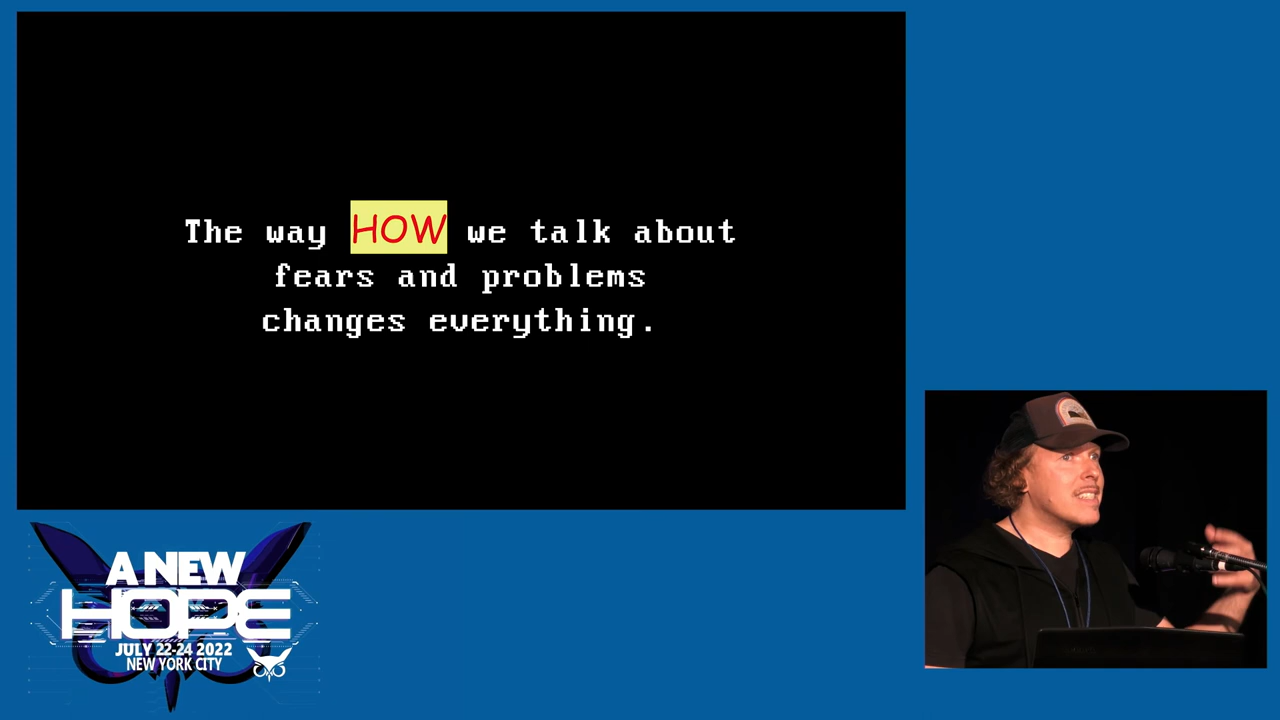 The way HOW we talk about
fears and problems
changes everything.
A NEW
HOPE
JULY 22-24 2022
NEW YORK CITY